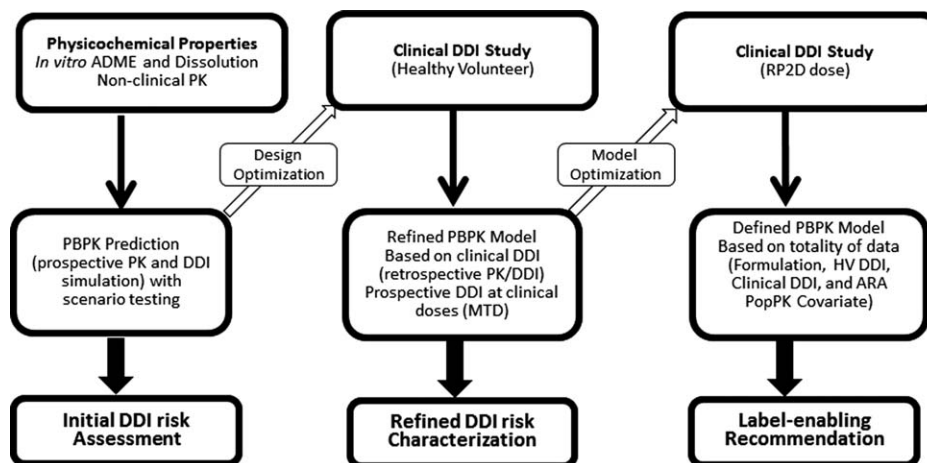 Physicochemical Properties
In vitro ADME and Dissolution
Non-clinical PK
Clinical DDI Study
(Healthy Volunteer)
Clinical DDI Study
(RP2D dose)
Design
Optimization
Model
Optimization
PBPK Prediction
(prospective PK and DDI
simulation) with
scenario testing
Refined PBPK Model
Based on clinical DDI
(retrospective PK/DDI)
Prospective DDI at clinical
doses (MTD)
Defined PBPK Model
Based on totality of data
(Formulation, HV DDI,
Clinical DDI, and ARA
PopPK Covariate)
Initial DDI risk
Assessment
Refined DDI risk
Characterization
Label-enabling
Recommendation